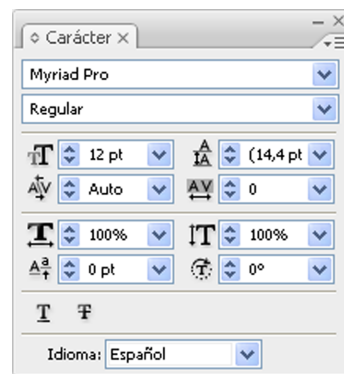 Carácter
Myriad Pro
Regular
12 pt (14,4 pt
Auto 0
100% 100%
0 pt 0°
T T
Idioma: Español